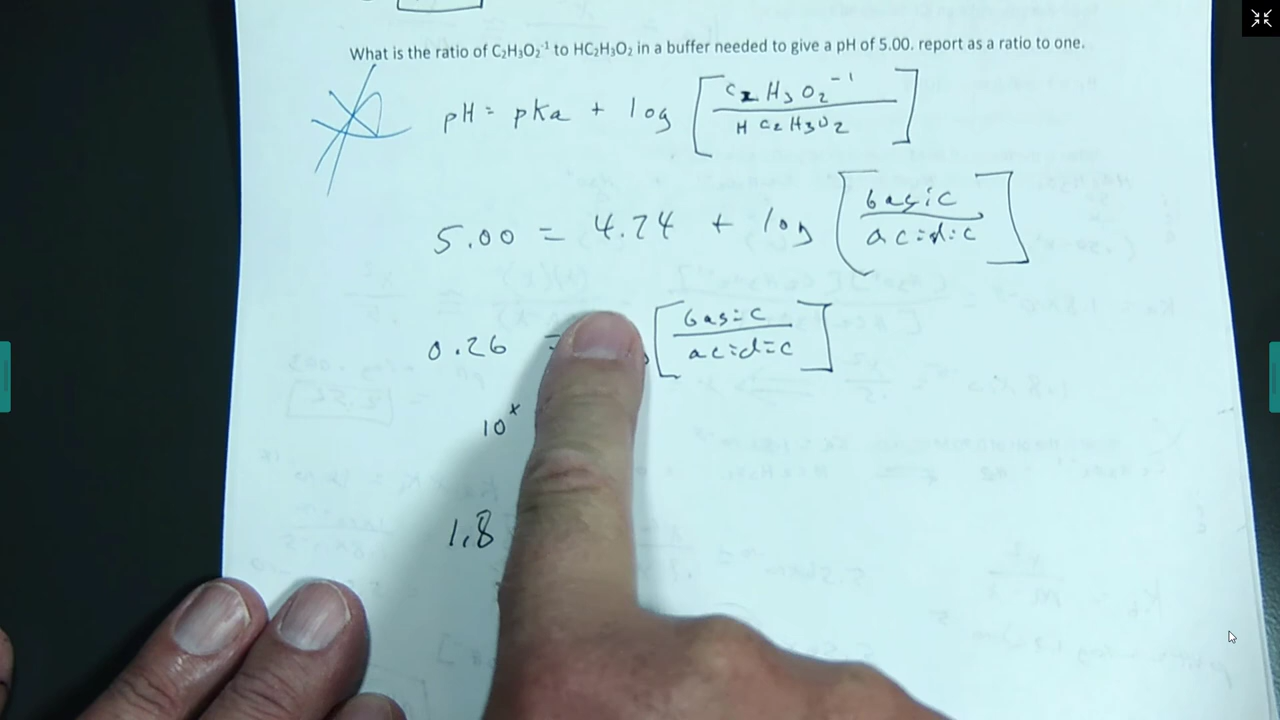 What is the ratio of C₂H₃O₂⁻¹ to HC₂H₃O₂ in a buffer needed to give a pH of 5.00. report as a ratio to one.
pH = pKa + log [C₂H₃O₂⁻¹ / HC₂H₃O₂]
5.00 = 4.74 + log [basic / acidic]
0.26 = [basic / acidic]
10ˣ
1.8